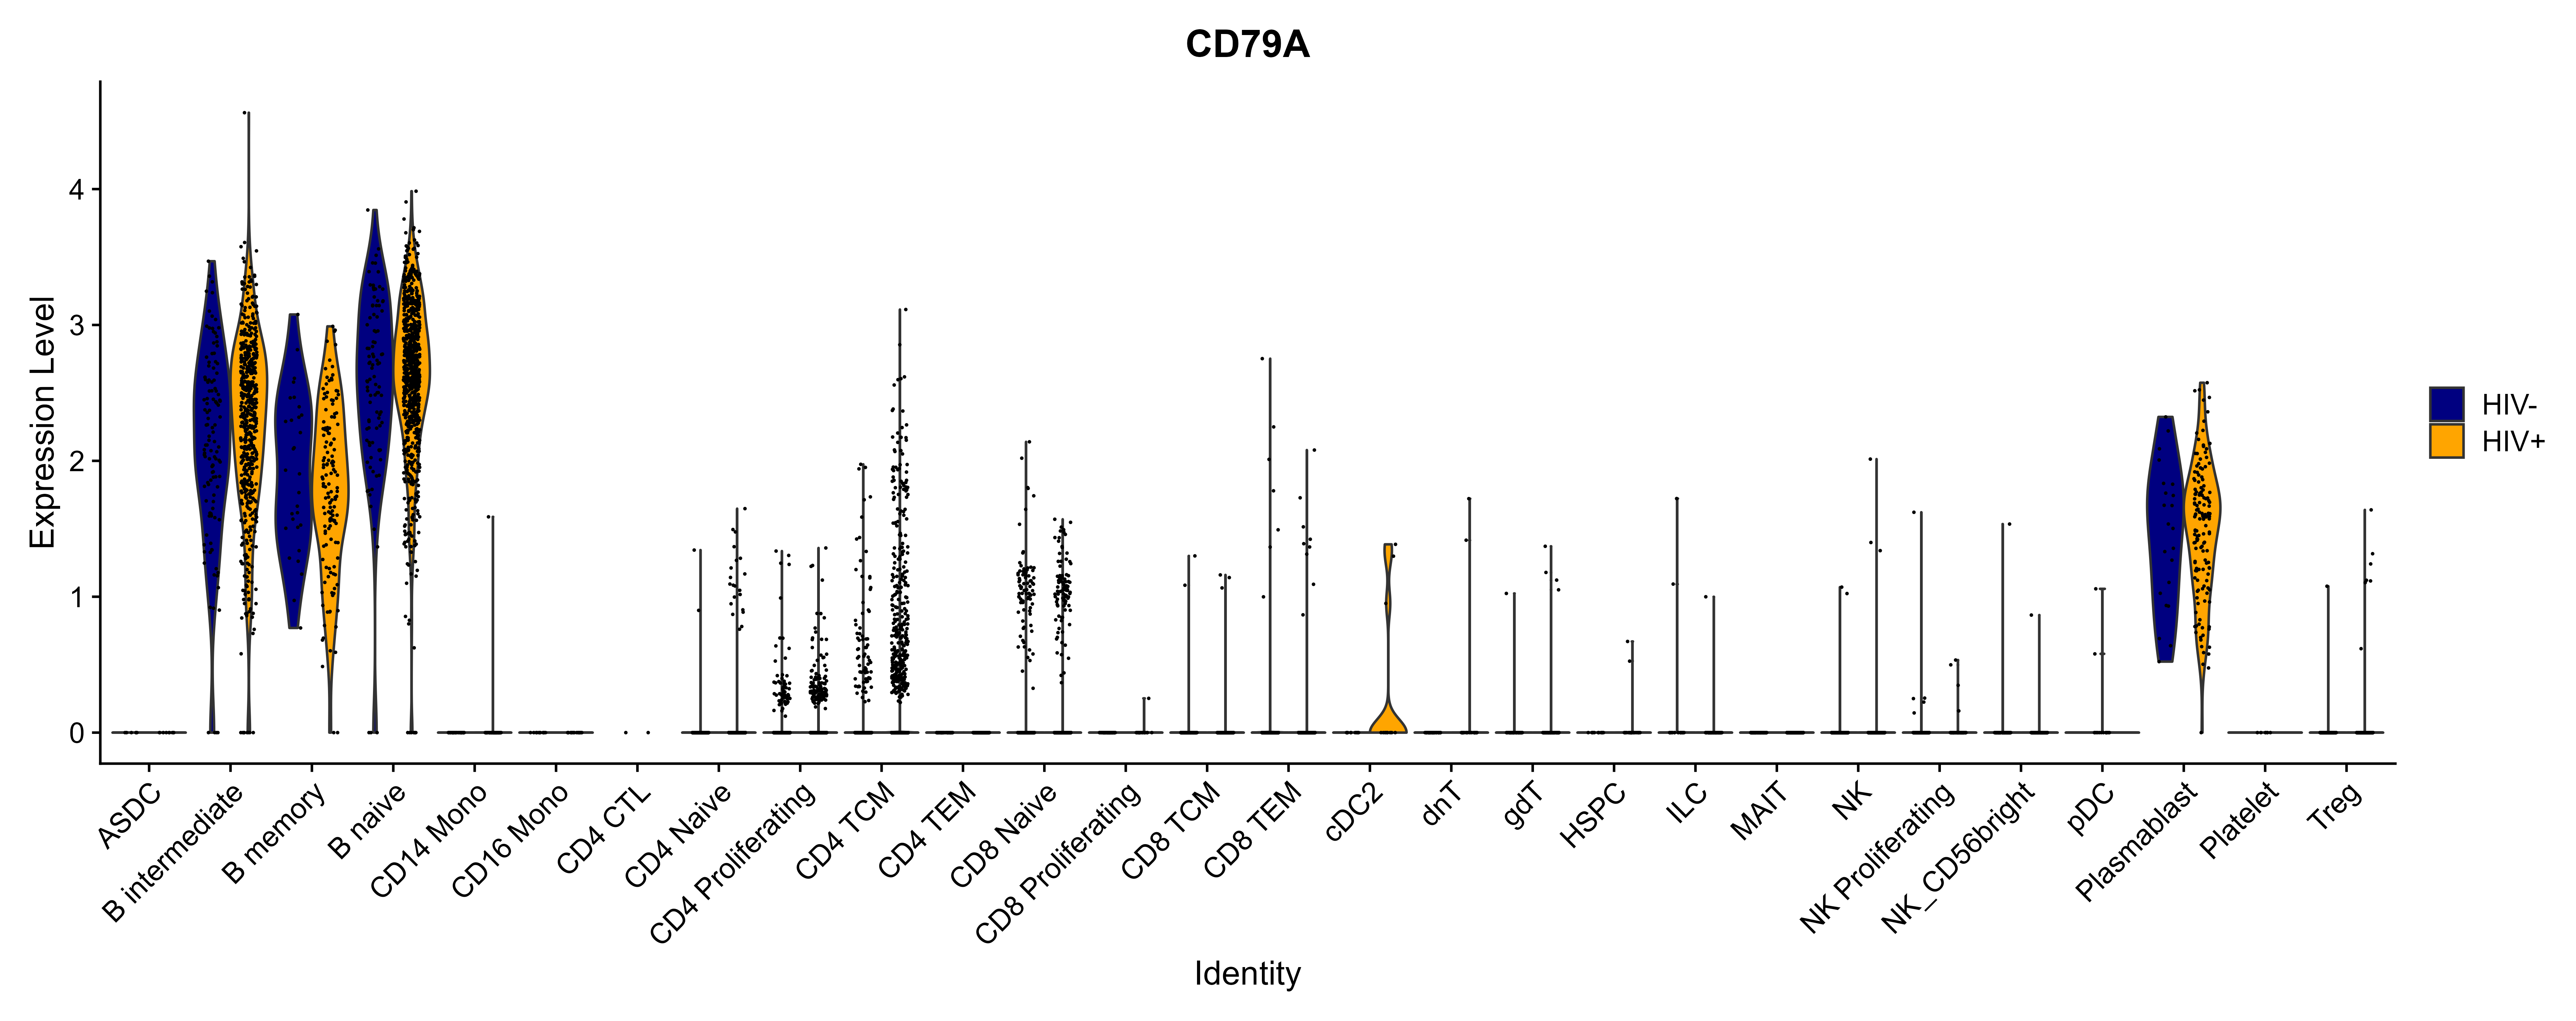 CD79A
Expression Level
4
3
2
1
0
ASDC
B intermediate
B memory
B naive
CD14 Mono
CD16 Mono
CD4 CTL
CD4 Naive
CD4 Proliferating
CD4 TCM
CD4 TEM
CD8 Naive
CD8 Proliferating
CD8 TCM
CD8 TEM
cDC2
dnT
gdT
HSPC
ILC
MAIT
NK
NK Proliferating
NK_CD56bright
pDC
Plasmablast
Platelet
Treg
Identity
HIV-
HIV+